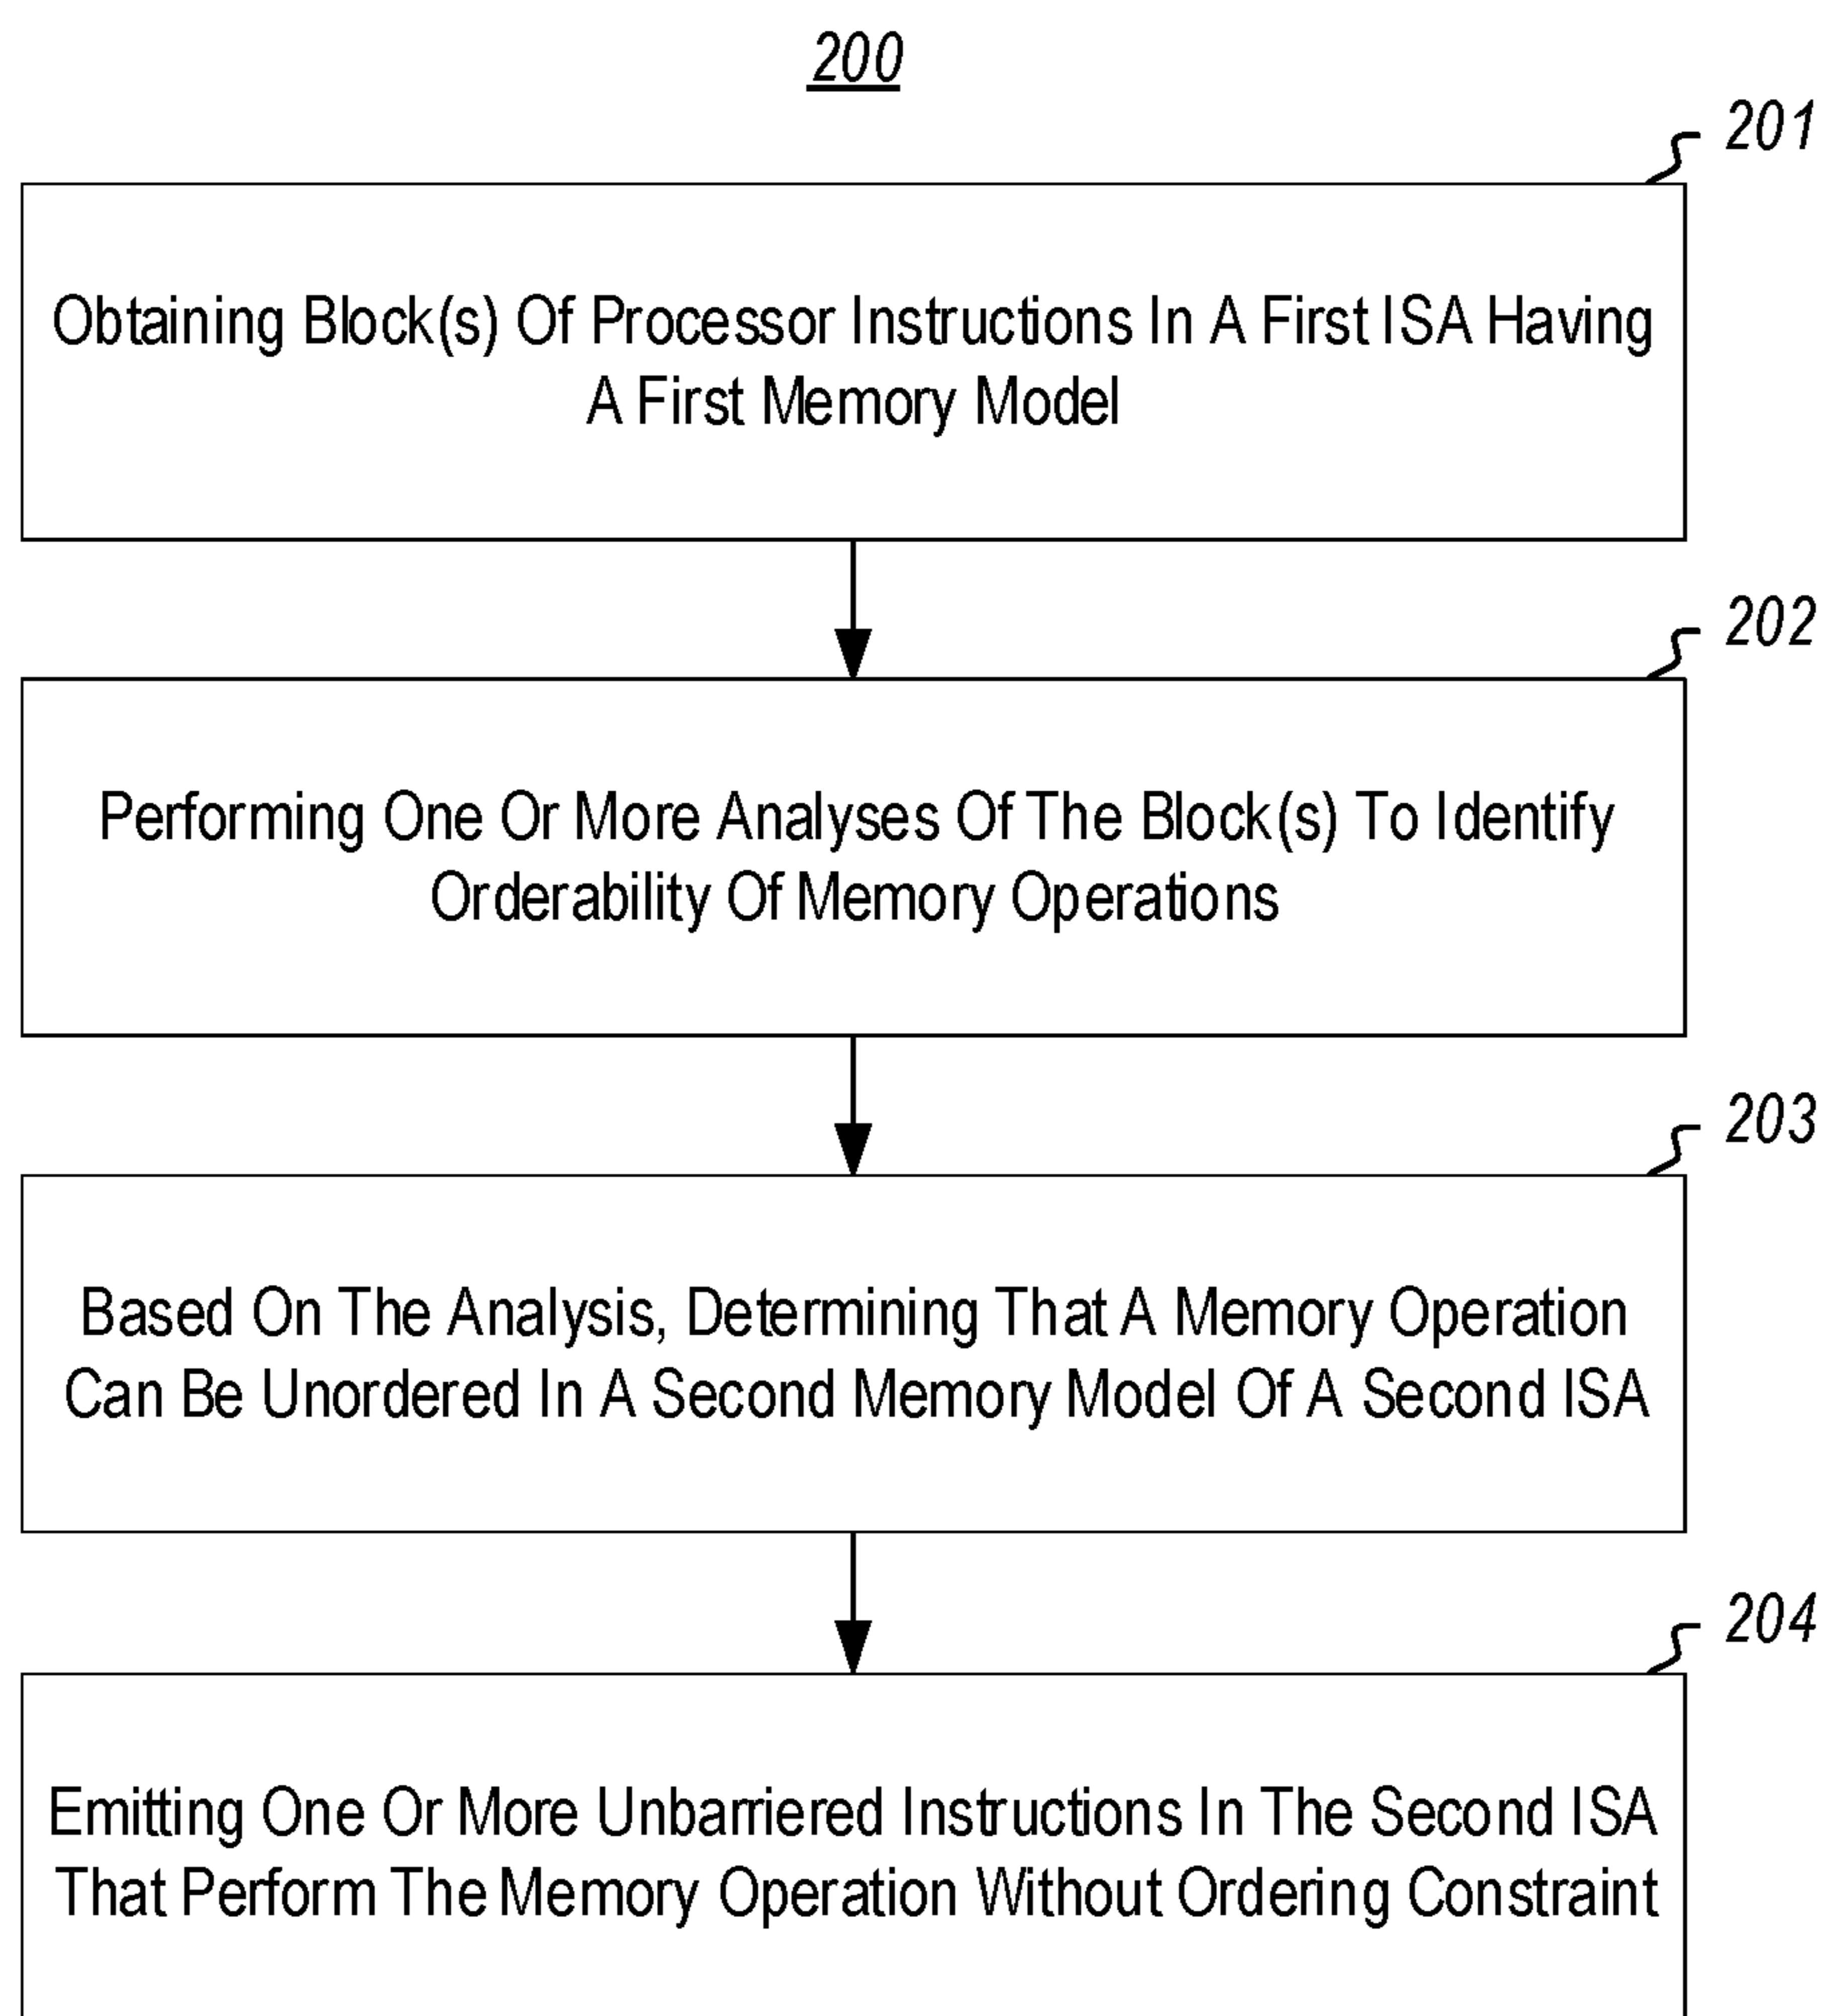 200
201
Obtaining Block(s) Of Processor Instructions In A First ISA Having
A First Memory Model
202
Performing One Or More Analyses Of The Block(s) To Identify
Orderability Of Memory Operations
203
Based On The Analysis, Determining That A Memory Operation
Can Be Unordered In A Second Memory Model Of A Second ISA
204
Emitting One Or More Unbarriered Instructions In The Second ISA
That Perform The Memory Operation Without Ordering Constraint